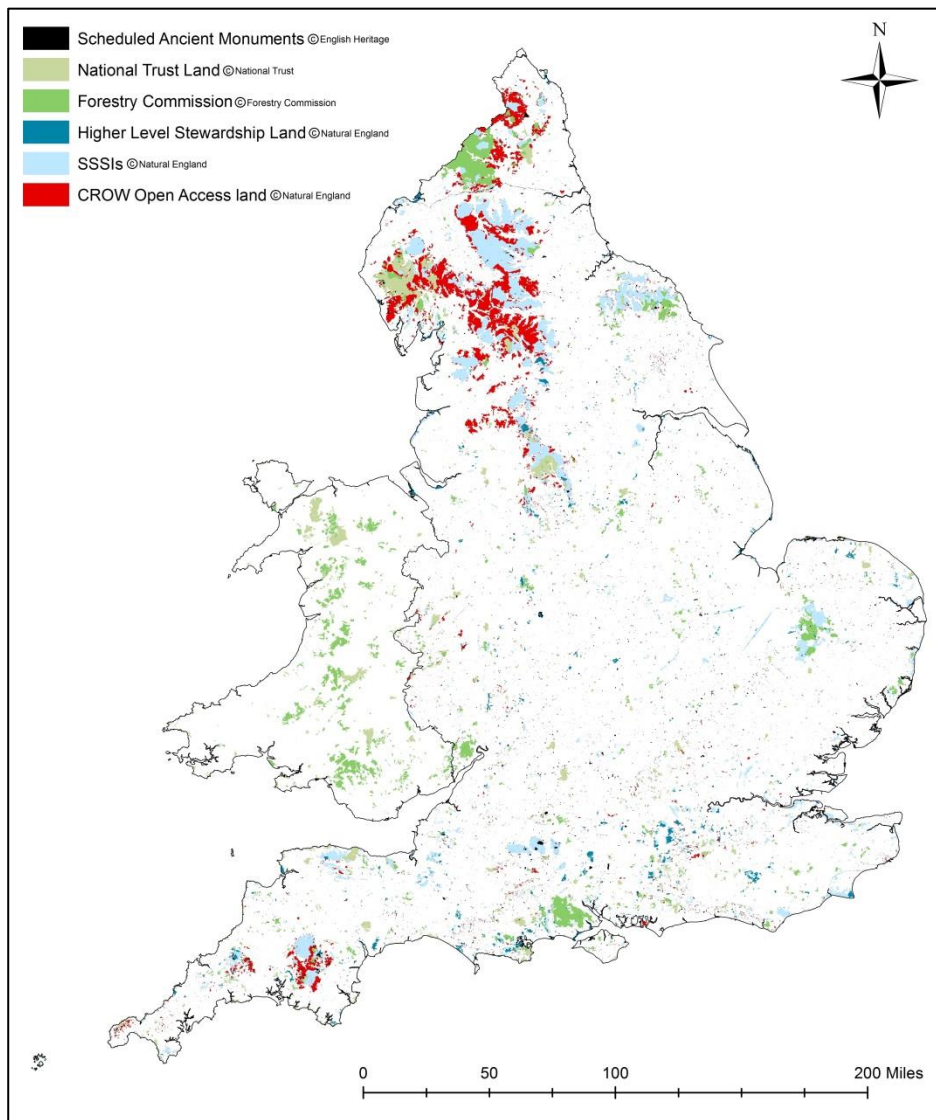 Scheduled Ancient Monuments ©English Heritage
National Trust Land ©National Trust
Forestry Commission ©Forestry Commission
Higher Level Stewardship Land ©Natural England
SSSIs ©Natural England
CROW Open Access land ©Natural England
N
0 50 100 200 Miles